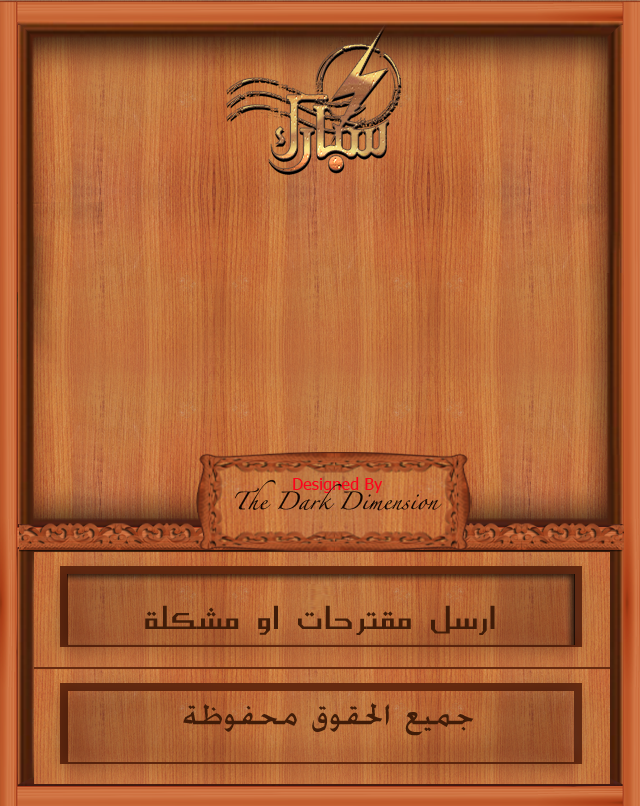 سبارك
Designed By
The Dark Dimension
ارسل مقترحات او مشكلة
جميع الحقوق محفوظة